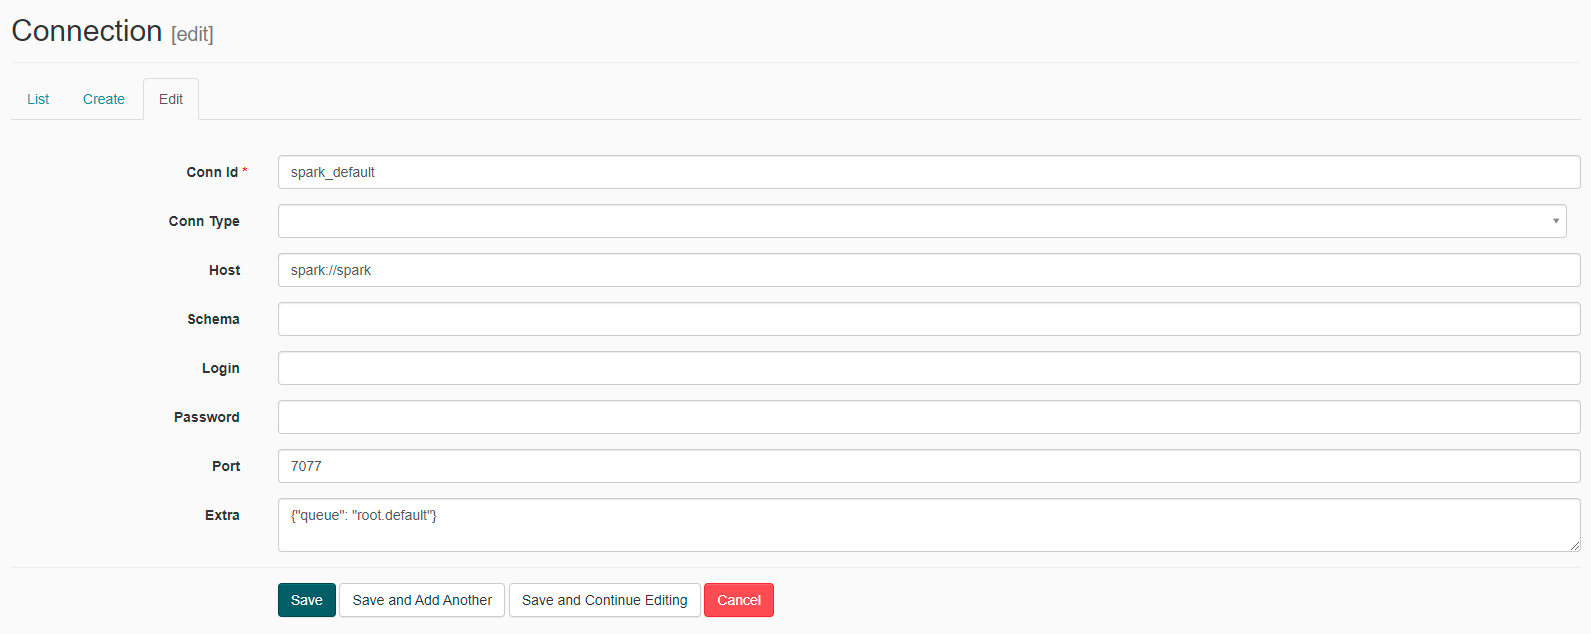 Connection [edit]
List Create Edit
Conn Id * spark_default
Conn Type
Host spark://spark
Schema
Login
Password
Port 7077
Extra {"queue": "root.default"}
Save Save and Add Another Save and Continue Editing Cancel